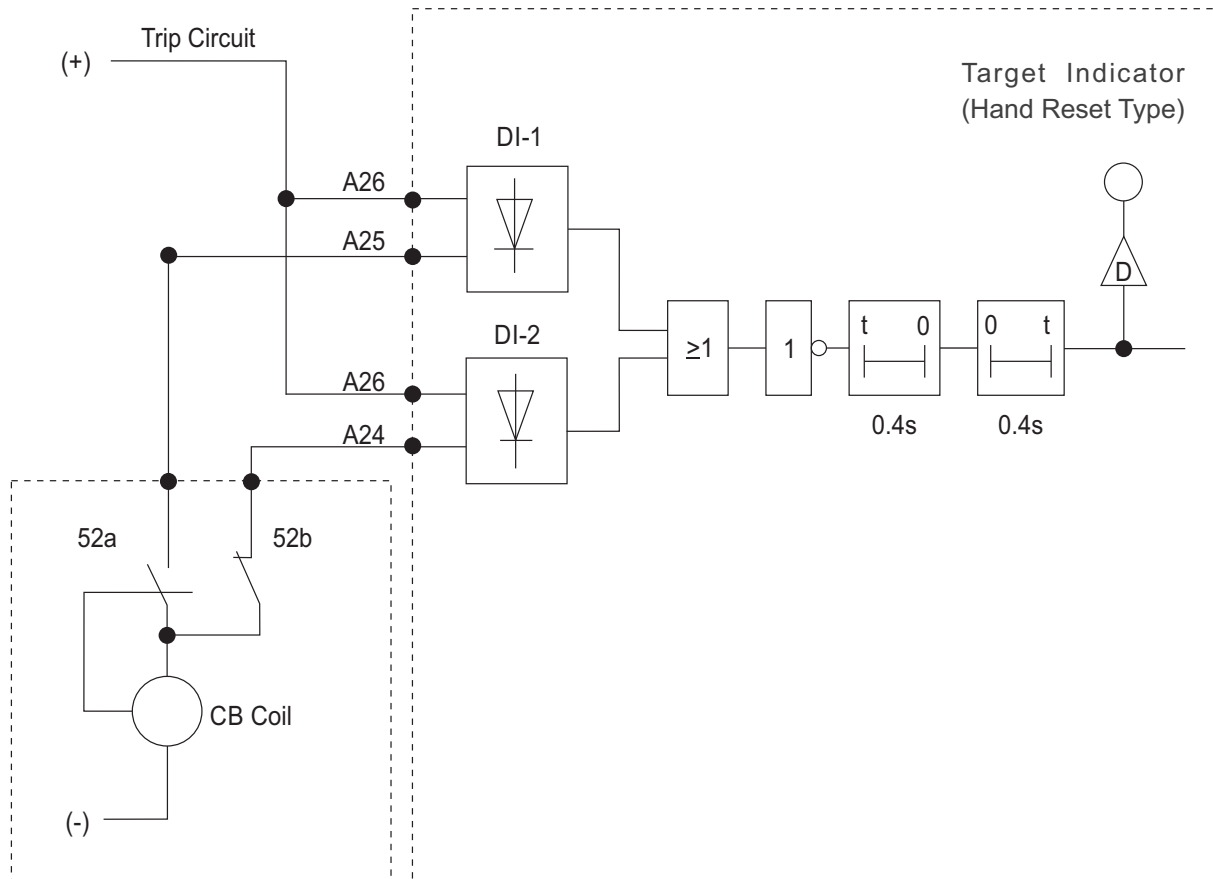 Trip Circuit
(+)
Target Indicator
(Hand Reset Type)
DI-1
A26
A25
D
DI-2
≥1
1
t 0
0 t
A26
0.4s
0.4s
A24
52a
52b
CB Coil
(-)